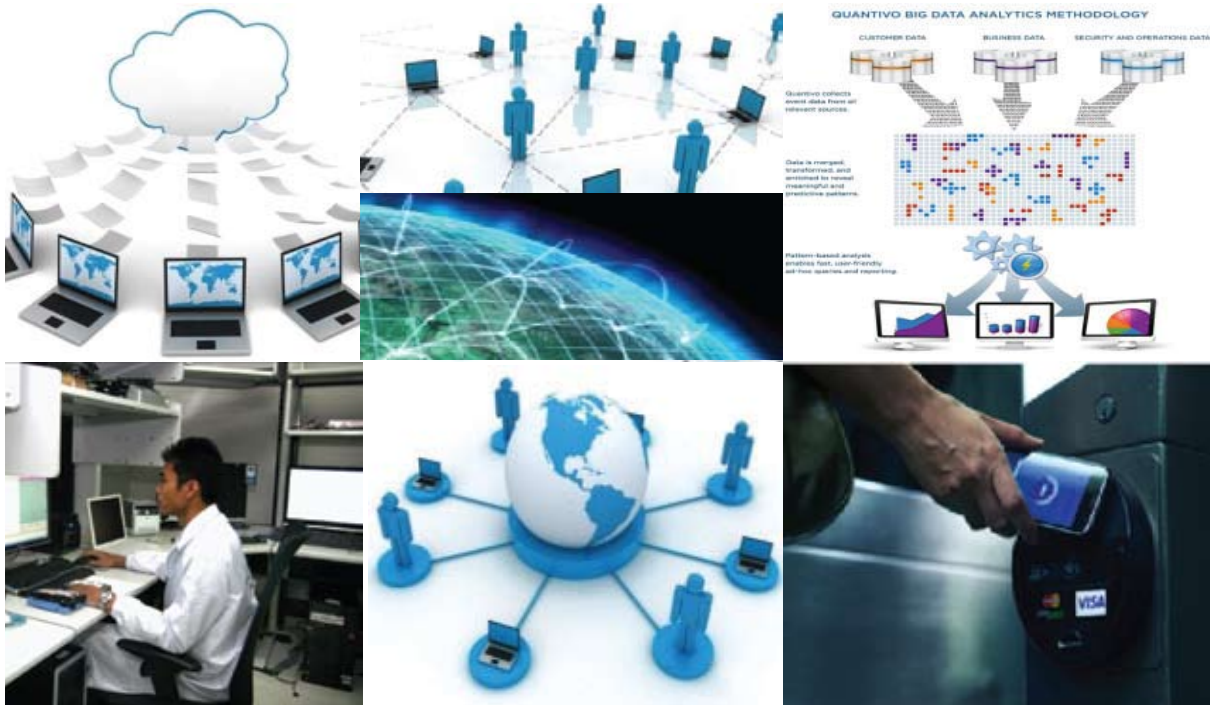 QUANTIVO BIG DATA ANALYTICS METHODOLOGY
CUSTOMER DATA
BUSINESS DATA
SECURITY AND OPERATIONS DATA
Quantivo collects
event data from all
relevant sources.
Data is merged,
transformed, and
enriched to reveal
meaningful and
predictive patterns.
Pattern-based analysis
enables fast, user-friendly
ad-hoc queries and reporting.
VISA